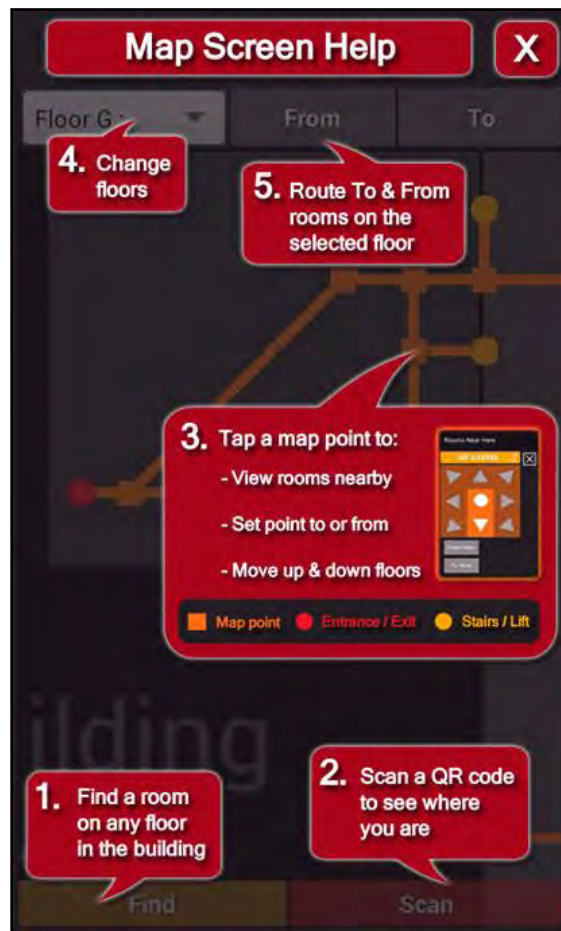 Map Screen Help
X
Floor G
From
To
4. Change
floors
5. Route To & From
rooms on the
selected floor
3. Tap a map point to:
- View rooms nearby
- Set point to or from
- Move up & down floors
Rooms Near Here
Map point
Entrance / Exit
Stairs / Lift
ilding
1. Find a room
on any floor
in the building
2. Scan a QR code
to see where
you are
Find
Scan